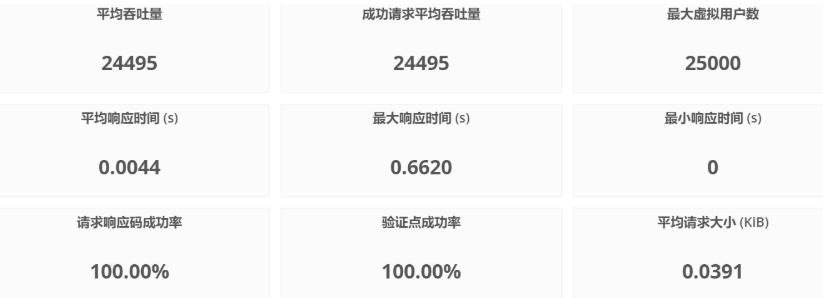 平均吞吐量
成功请求平均吞吐量
最大虚拟用户数
24495
24495
25000
平均响应时间 (s)
最大响应时间 (s)
最小响应时间 (s)
0.0044
0.6620
0
请求响应码成功率
验证点成功率
平均请求大小 (KiB)
100.00%
100.00%
0.0391